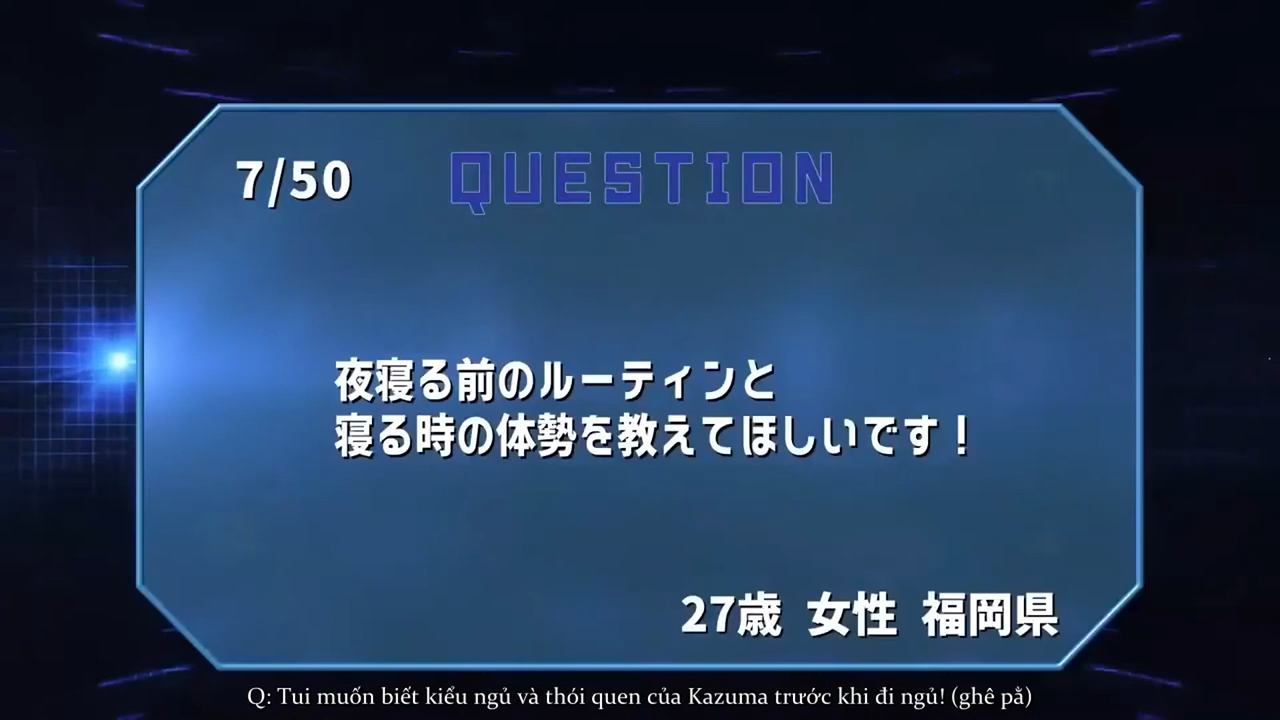 7/50 QUESTION
夜寝る前のルーティンと
寝る時の体勢を教えてほしいです！
27歳 女性 福岡県
Q: Tui muốn biết kiểu ngủ và thói quen của Kazuma trước khi đi ngủ! (ghê pằ)